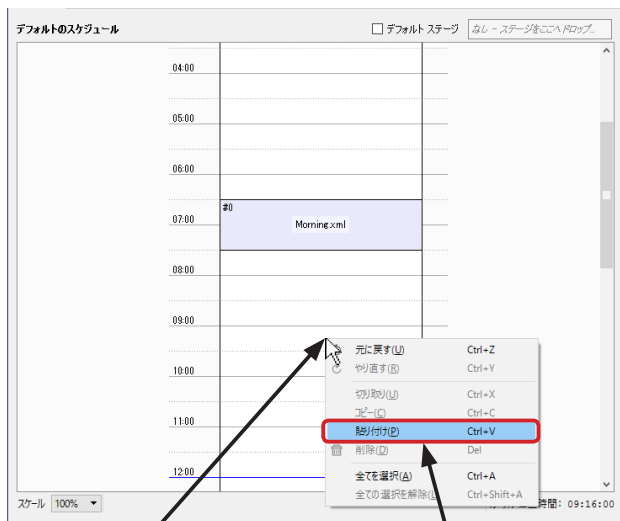 デフォルトのスケジュール
デフォルト ステージ
なし - ステージをここへドロップ...
04:00
05:00
06:00
#0
07:00
Morning.xml
08:00
09:00
元に戻す(U) Ctrl+Z
10:00
やり直す(R) Ctrl+Y
切り取り(U) Ctrl+X
コピー(C) Ctrl+C
11:00
貼り付け(P) Ctrl+V
削除(D) Del
12:00
全てを選択(A) Ctrl+A
全ての選択を解除( Ctrl+Shift+A
スケール 100%
時間: 09:16:00